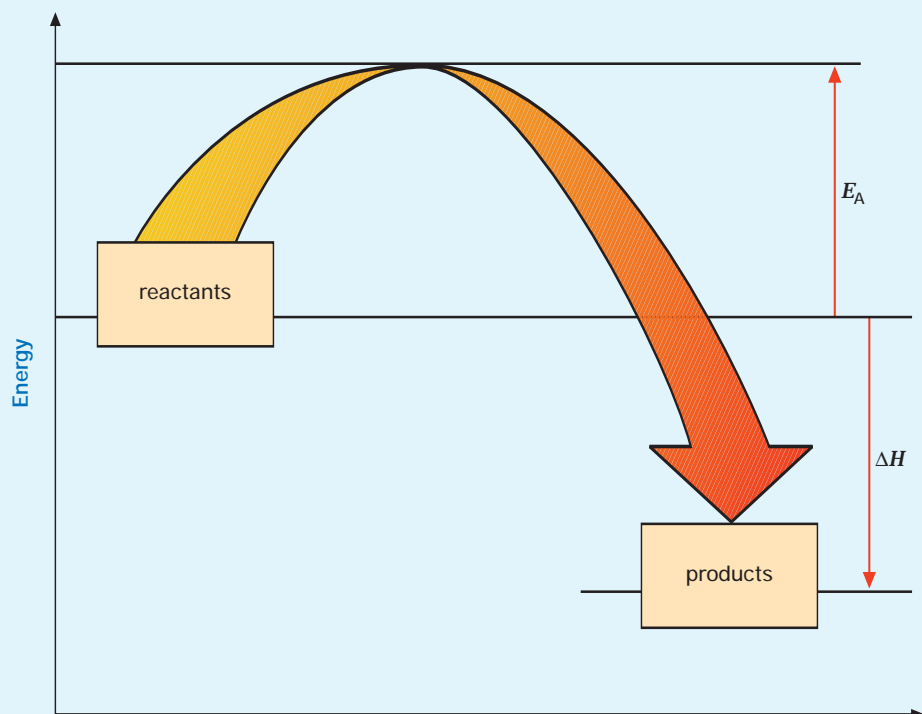 E_A
reactants
Energy
ΔH
products